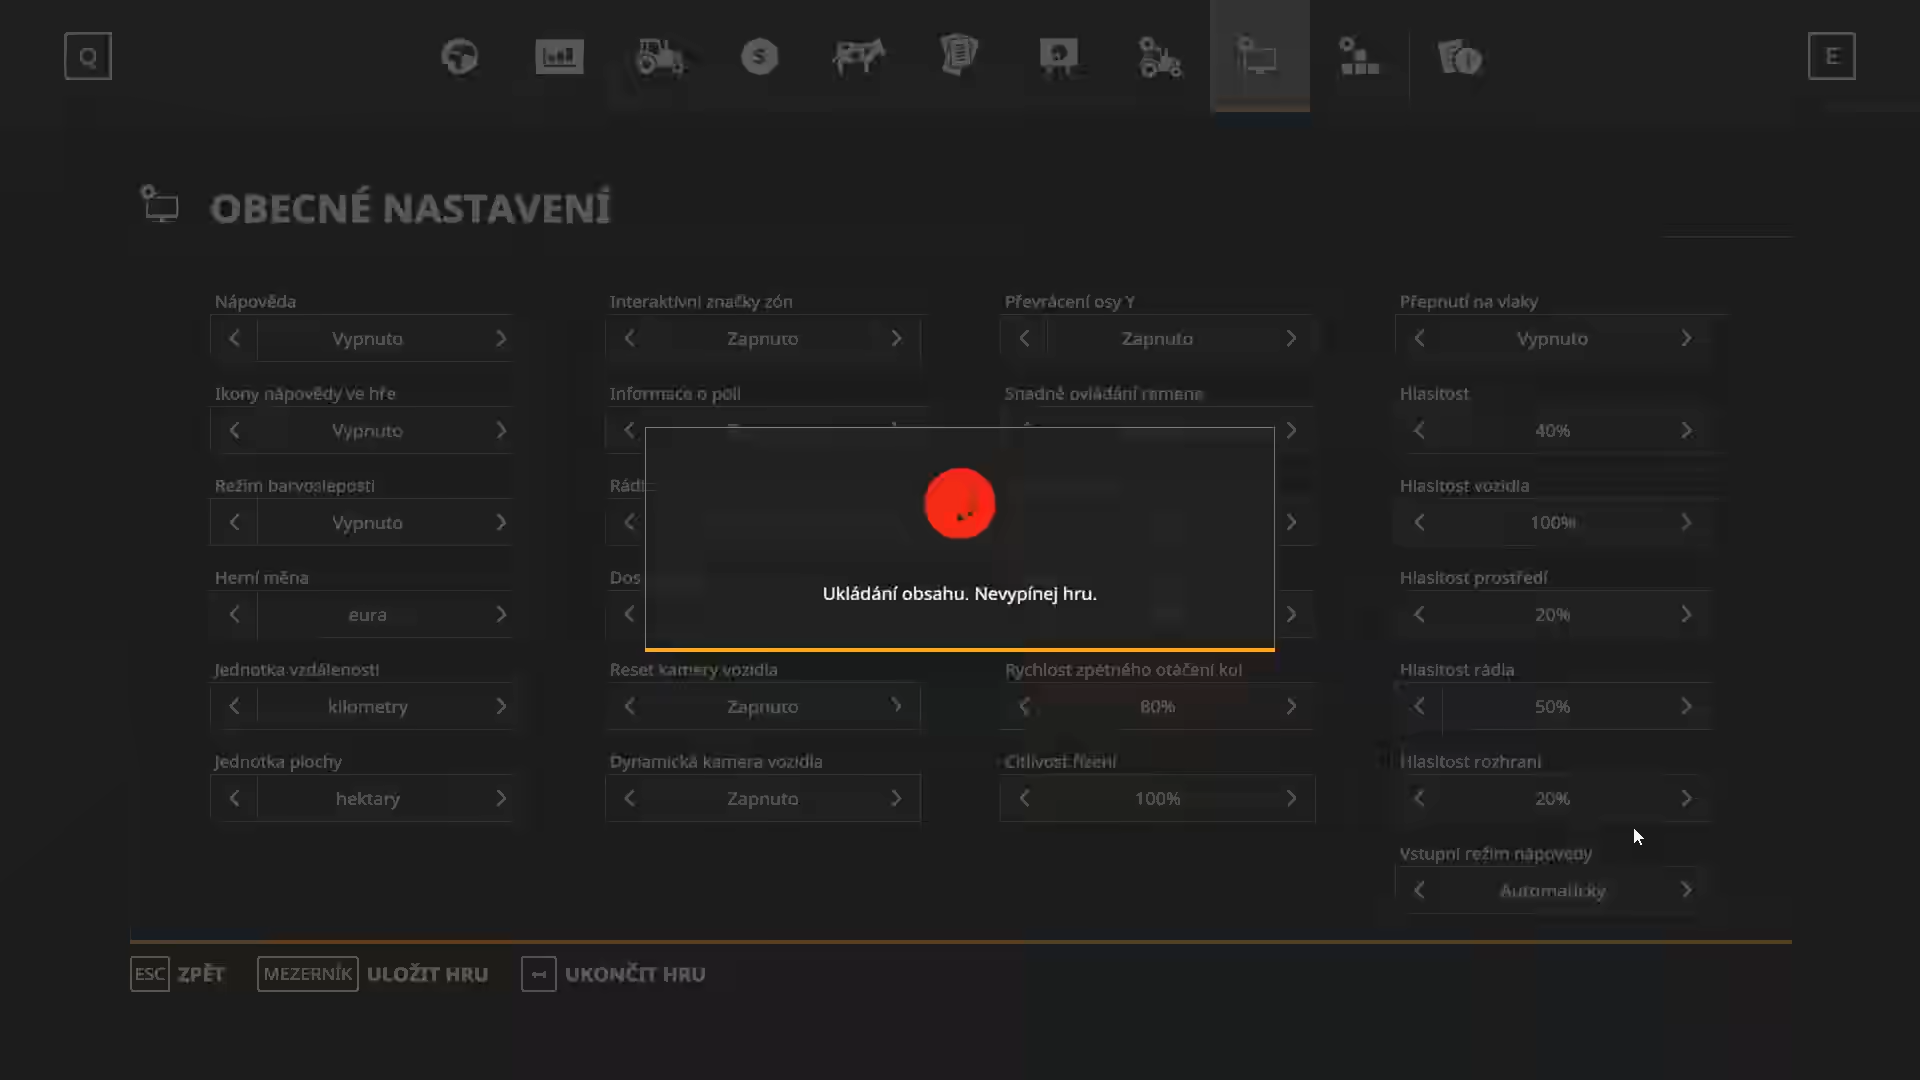 Q
E
OBECNÉ NASTAVENÍ
Nápověda
Vypnuto
Interaktivní značky zón
Zapnuto
Převrácení osy Y
Zapnuto
Přepnutí na vlaky
Vypnuto
Ikony nápovědy ve hře
Vypnuto
Informace o poli
Snadné ovládání ramene
Hlasitost
40%
Režim barvosleposti
Vypnuto
Hlasitost vozidla
100%
Ukládání obsahu. Nevypínej hru.
Herní měna
eura
Dos
Hlasitost prostředí
20%
Jednotka vzdálenosti
kilometry
Reset kamery vozidla
Zapnuto
Rychlost zpětného otáčení kol
80%
Hlasitost rádia
50%
Jednotka plochy
hektary
Dynamická kamera vozidla
Zapnuto
Citlivost řízení
100%
Hlasitost rozhraní
20%
Vstupní režim nápovědy
Automaticky
ESC ZPĚT MEZERNÍK ULOŽIT HRU UKONČIT HRU